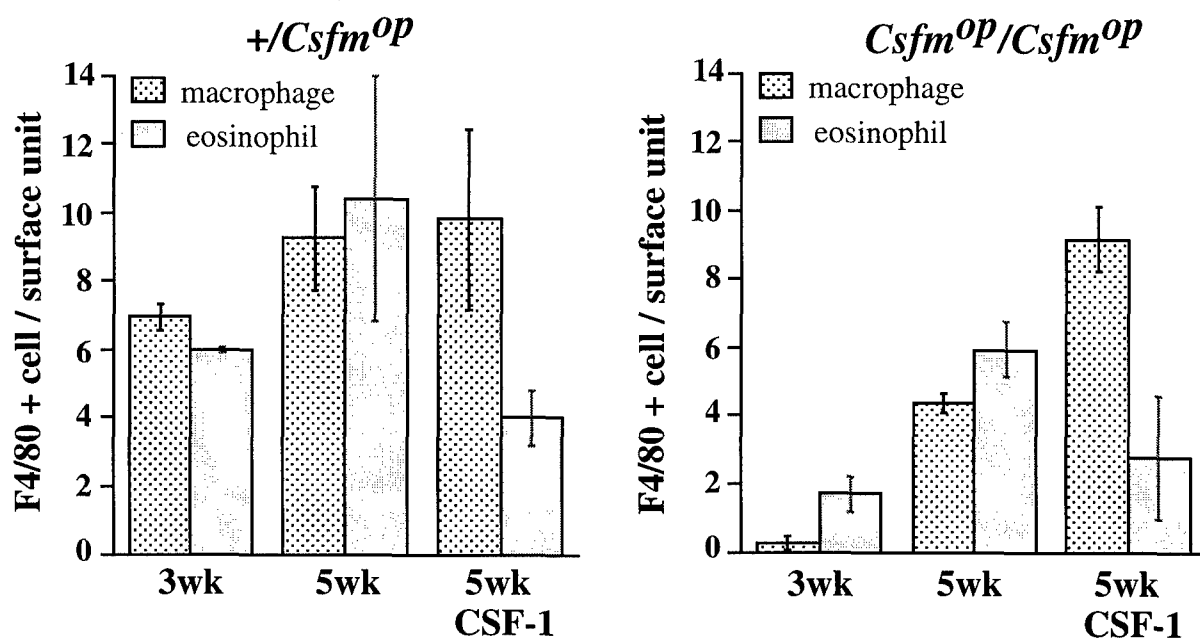 +/Csfm^op
F4/80 + cell / surface unit
14
12
10
8
6
4
2
0
macrophage
eosinophil
3wk
5wk
5wk
CSF-1
Csfm^op/Csfm^op
F4/80 + cell / surface unit
14
12
10
8
6
4
2
0
macrophage
eosinophil
3wk
5wk
5wk
CSF-1